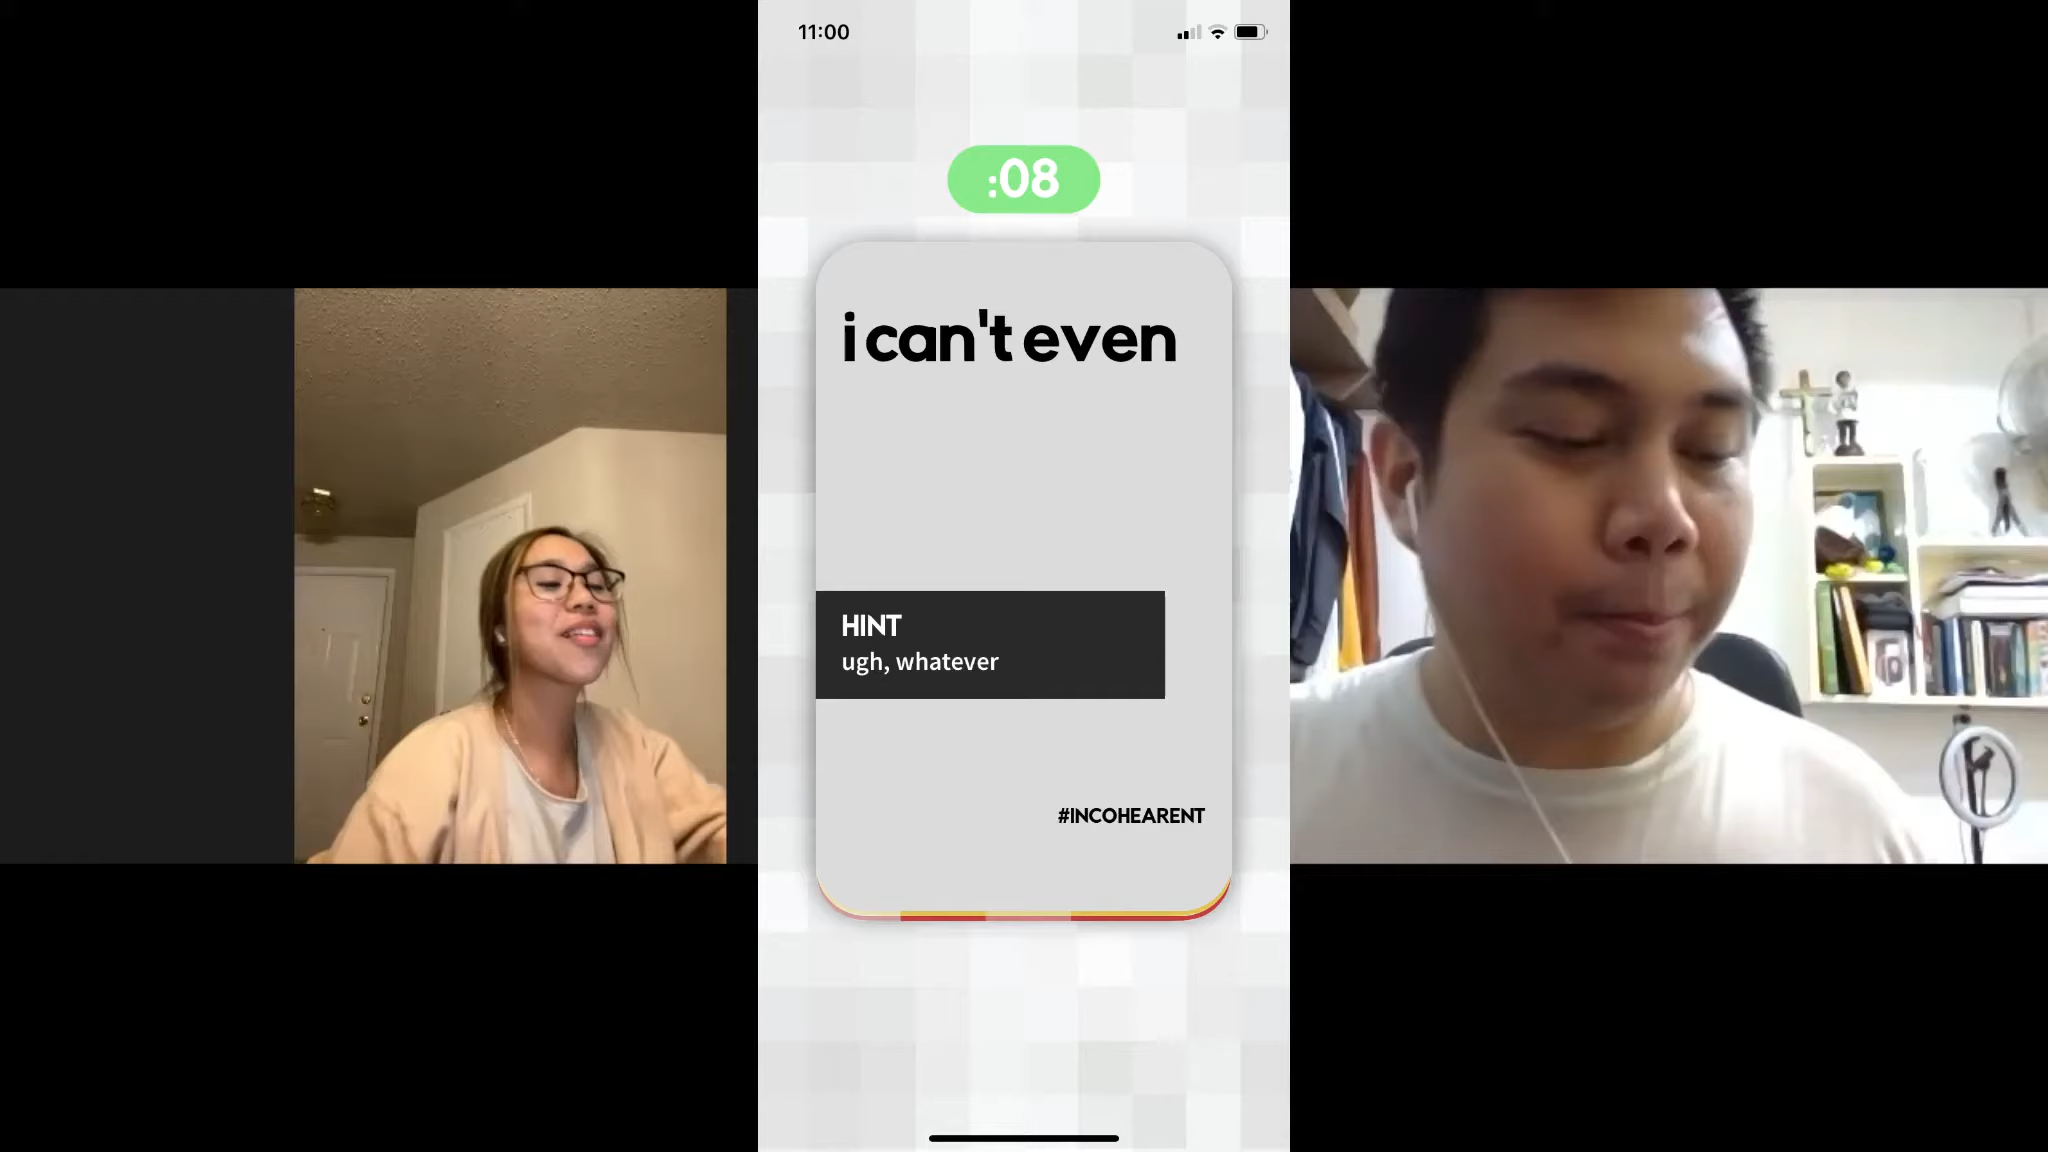 11:00
:08
i can't even
HINT
ugh, whatever
#INCOHEARENT